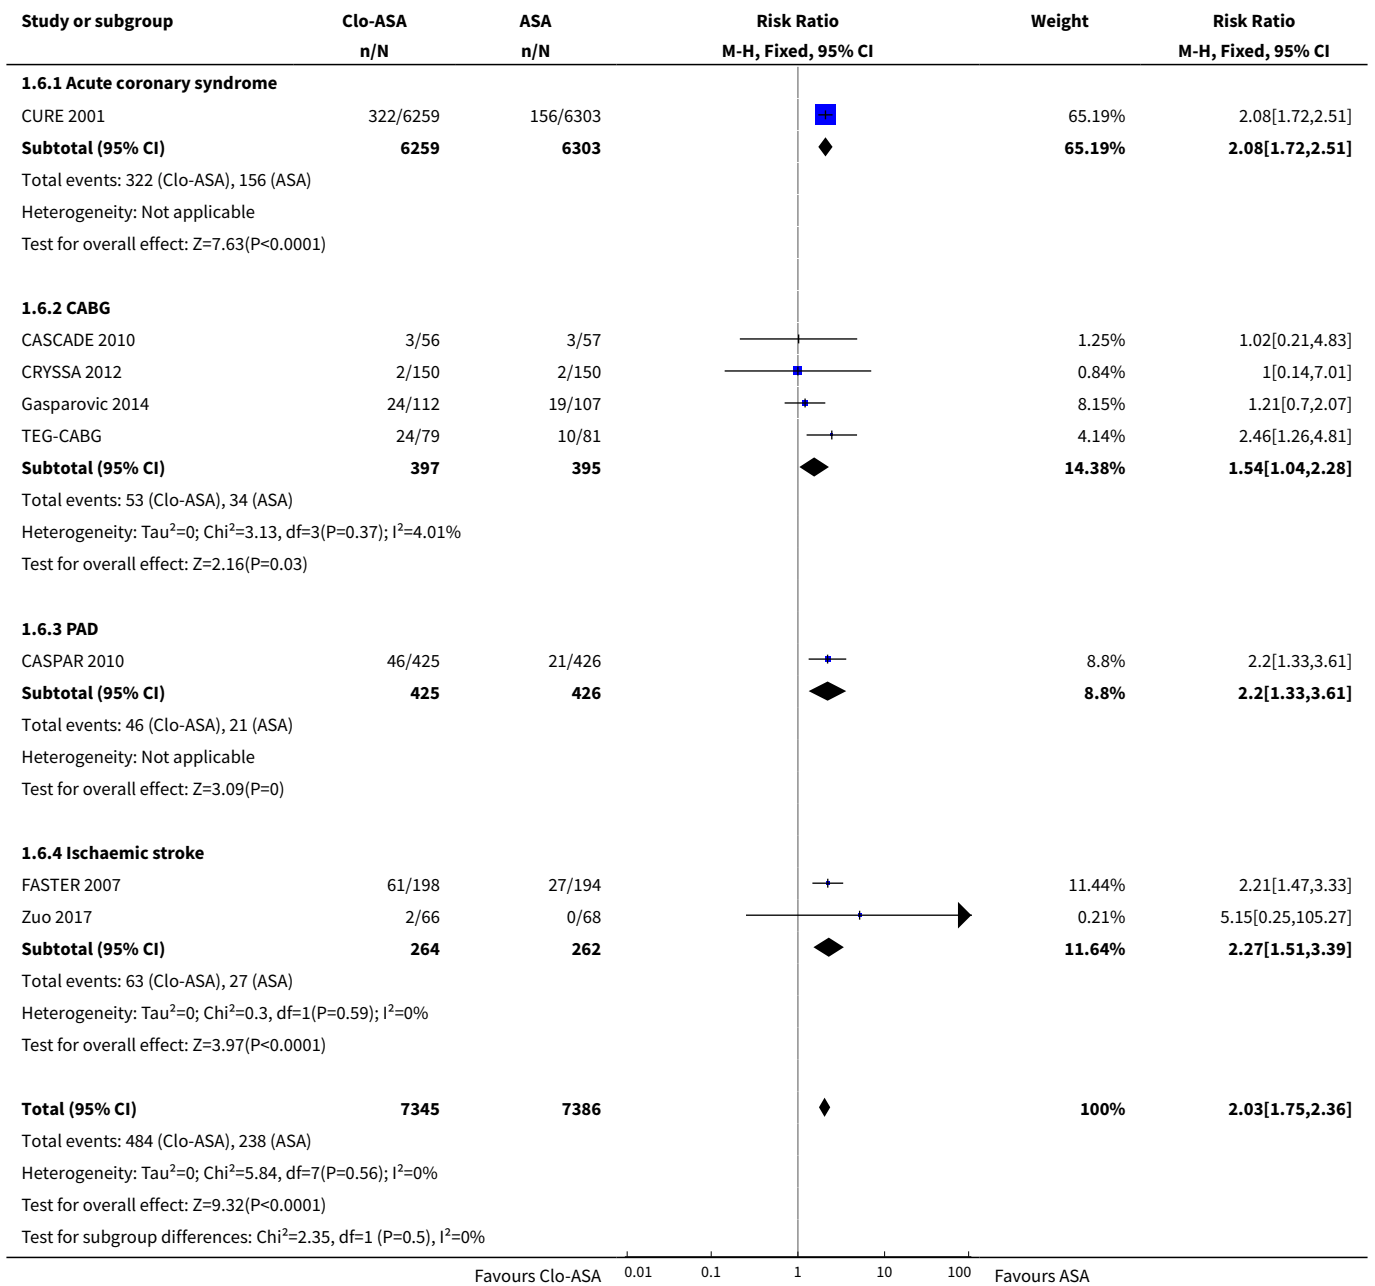 Study or subgroup Clo-ASA ASA Risk Ratio Weight Risk Ratio
n/N n/N M-H, Fixed, 95% CI M-H, Fixed, 95% CI
1.6.1 Acute coronary syndrome
CURE 2001 322/6259 156/6303 65.19% 2.08[1.72,2.51]
Subtotal (95% CI) 6259 6303 65.19% 2.08[1.72,2.51]
Total events: 322 (Clo-ASA), 156 (ASA)
Heterogeneity: Not applicable
Test for overall effect: Z=7.63(P<0.0001)
1.6.2 CABG
CASCADE 2010 3/56 3/57 1.25% 1.02[0.21,4.83]
CRYSSA 2012 2/150 2/150 0.84% 1[0.14,7.01]
Gasparovic 2014 24/112 19/107 8.15% 1.21[0.7,2.07]
TEG-CABG 24/79 10/81 4.14% 2.46[1.26,4.81]
Subtotal (95% CI) 397 395 14.38% 1.54[1.04,2.28]
Total events: 53 (Clo-ASA), 34 (ASA)
Heterogeneity: Tau²=0; Chi²=3.13, df=3(P=0.37); I²=4.01%
Test for overall effect: Z=2.16(P=0.03)
1.6.3 PAD
CASPAR 2010 46/425 21/426 8.8% 2.2[1.33,3.61]
Subtotal (95% CI) 425 426 8.8% 2.2[1.33,3.61]
Total events: 46 (Clo-ASA), 21 (ASA)
Heterogeneity: Not applicable
Test for overall effect: Z=3.09(P=0)
1.6.4 Ischaemic stroke
FASTER 2007 61/198 27/194 11.44% 2.21[1.47,3.33]
Zuo 2017 2/66 0/68 0.21% 5.15[0.25,105.27]
Subtotal (95% CI) 264 262 11.64% 2.27[1.51,3.39]
Total events: 63 (Clo-ASA), 27 (ASA)
Heterogeneity: Tau²=0; Chi²=0.3, df=1(P=0.59); I²=0%
Test for overall effect: Z=3.97(P<0.0001)
Total (95% CI) 7345 7386 100% 2.03[1.75,2.36]
Total events: 484 (Clo-ASA), 238 (ASA)
Heterogeneity: Tau²=0; Chi²=5.84, df=7(P=0.56); I²=0%
Test for overall effect: Z=9.32(P<0.0001)
Test for subgroup differences: Chi²=2.35, df=1 (P=0.5), I²=0%
Favours Clo-ASA 0.01 0.1 1 10 100 Favours ASA